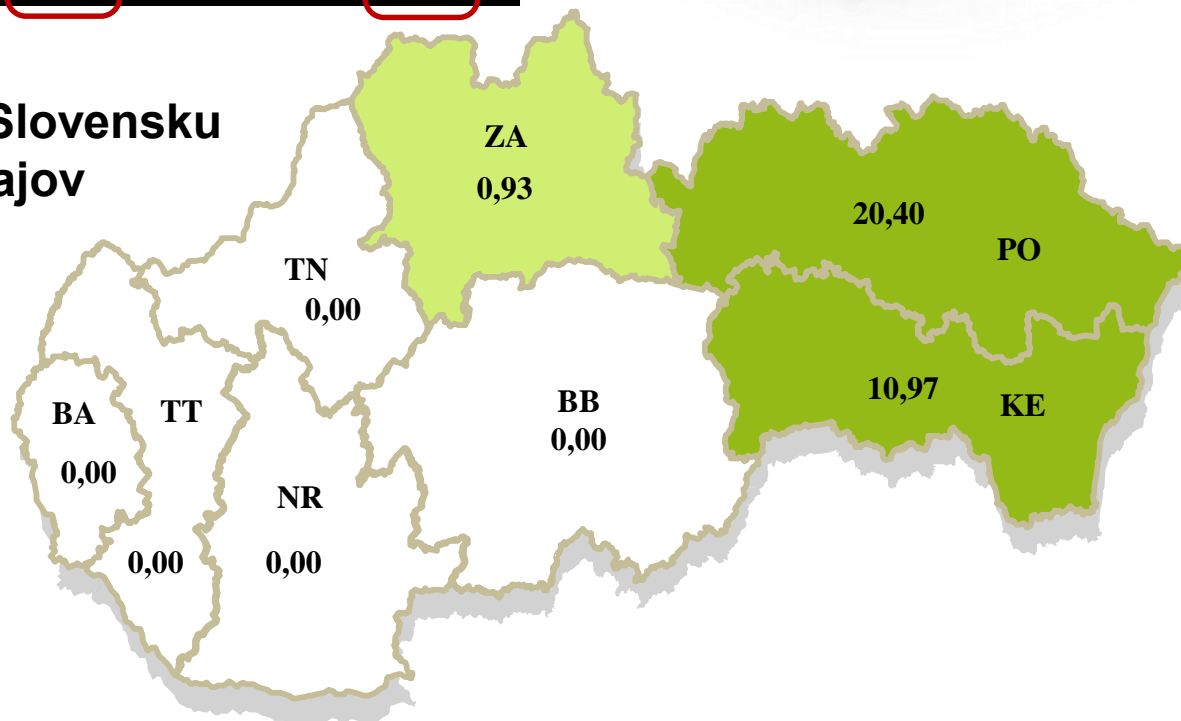 Slovensku
ajov
ZA
0,93
20,40
PO
TN
0,00
10,97
KE
BB
0,00
BA
0,00
TT
0,00
NR
0,00